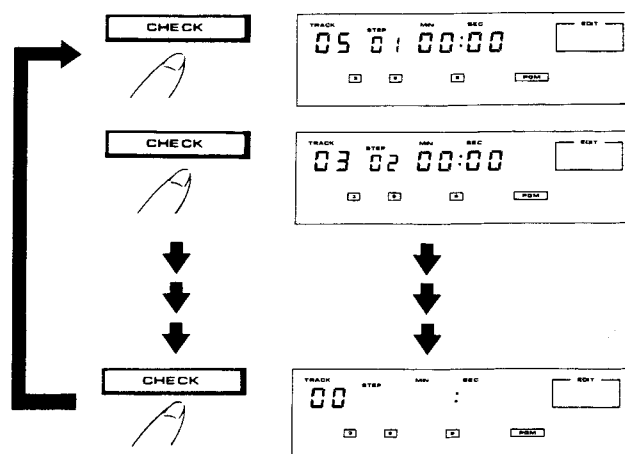 CHECK
TRACK STEP MIN SEC EDIT
05 01 00:00
PGM
CHECK
TRACK STEP MIN SEC EDIT
03 02 00:00
PGM
CHECK
TRACK STEP MIN SEC EDIT
00 :
PGM